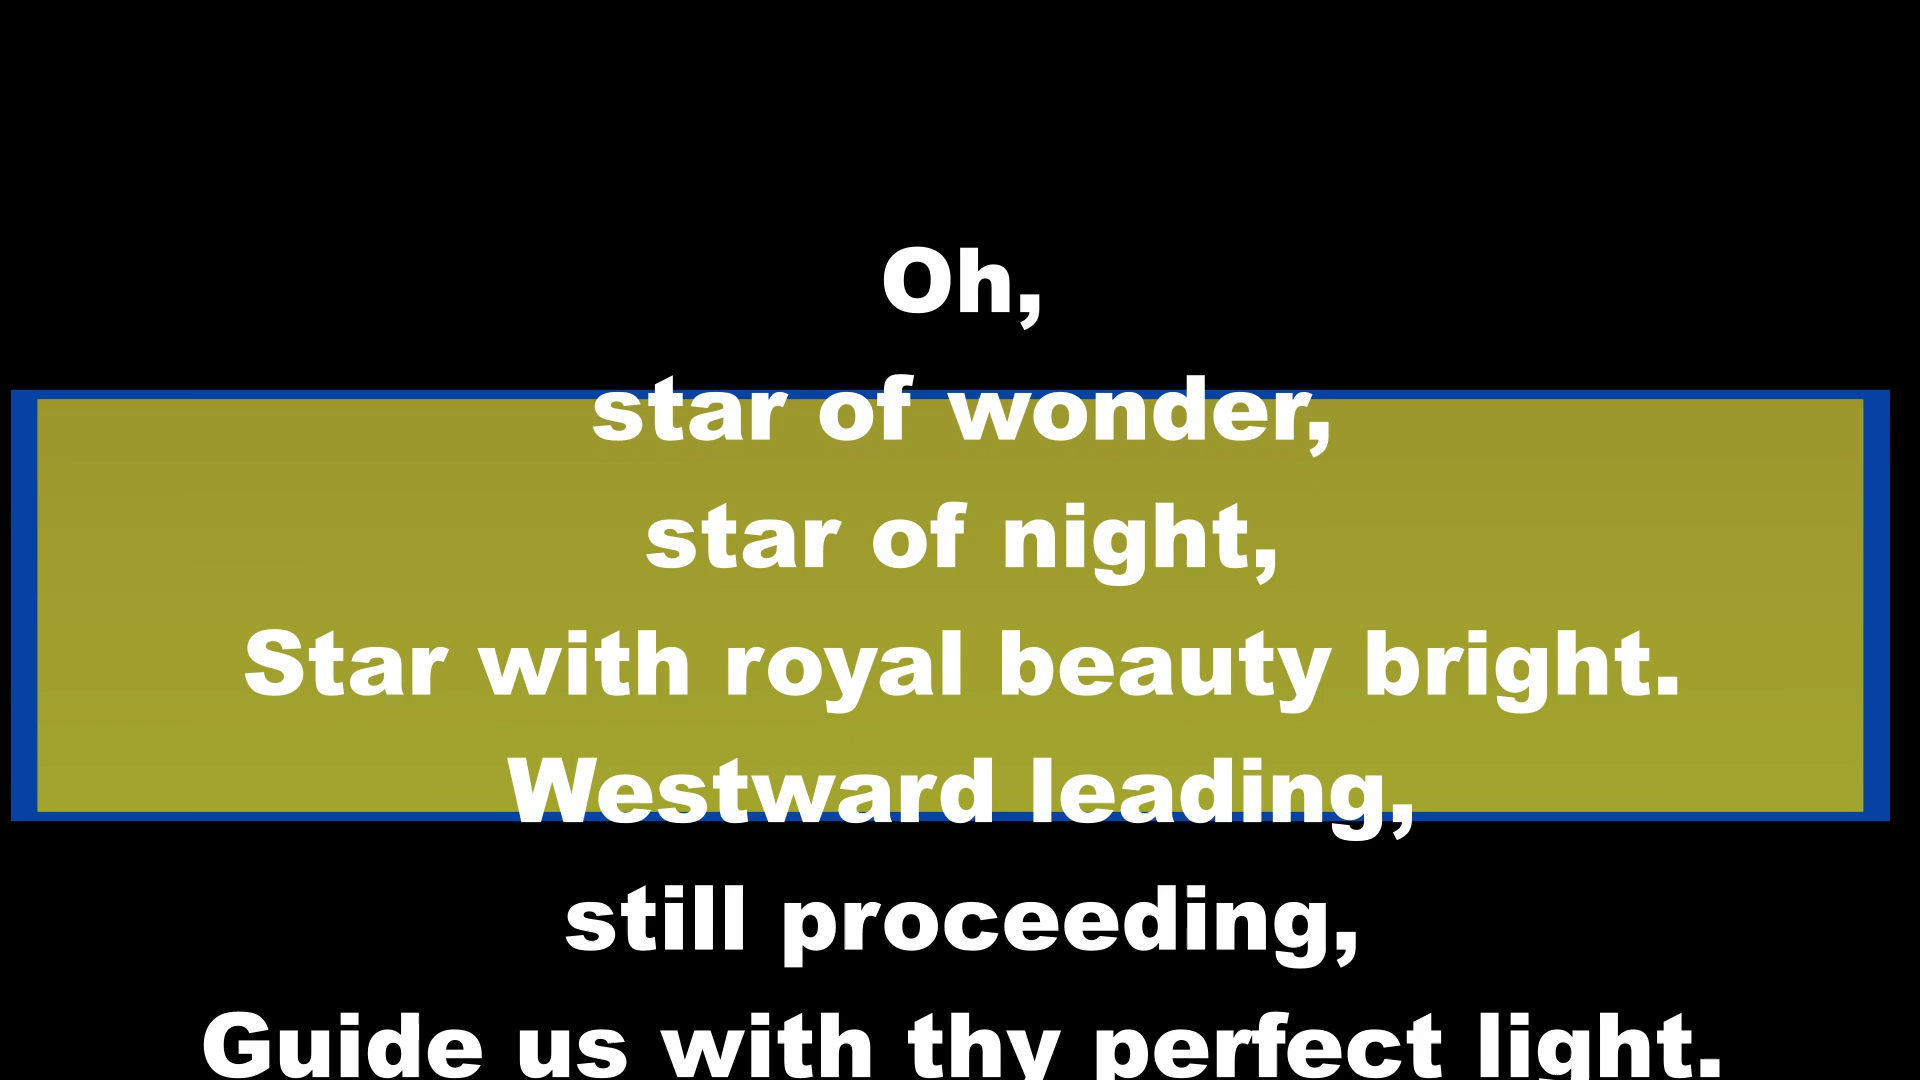 Oh,
star of wonder,
star of night,
Star with royal beauty bright.
Westward leading,
still proceeding,
Guide us with thy perfect light.